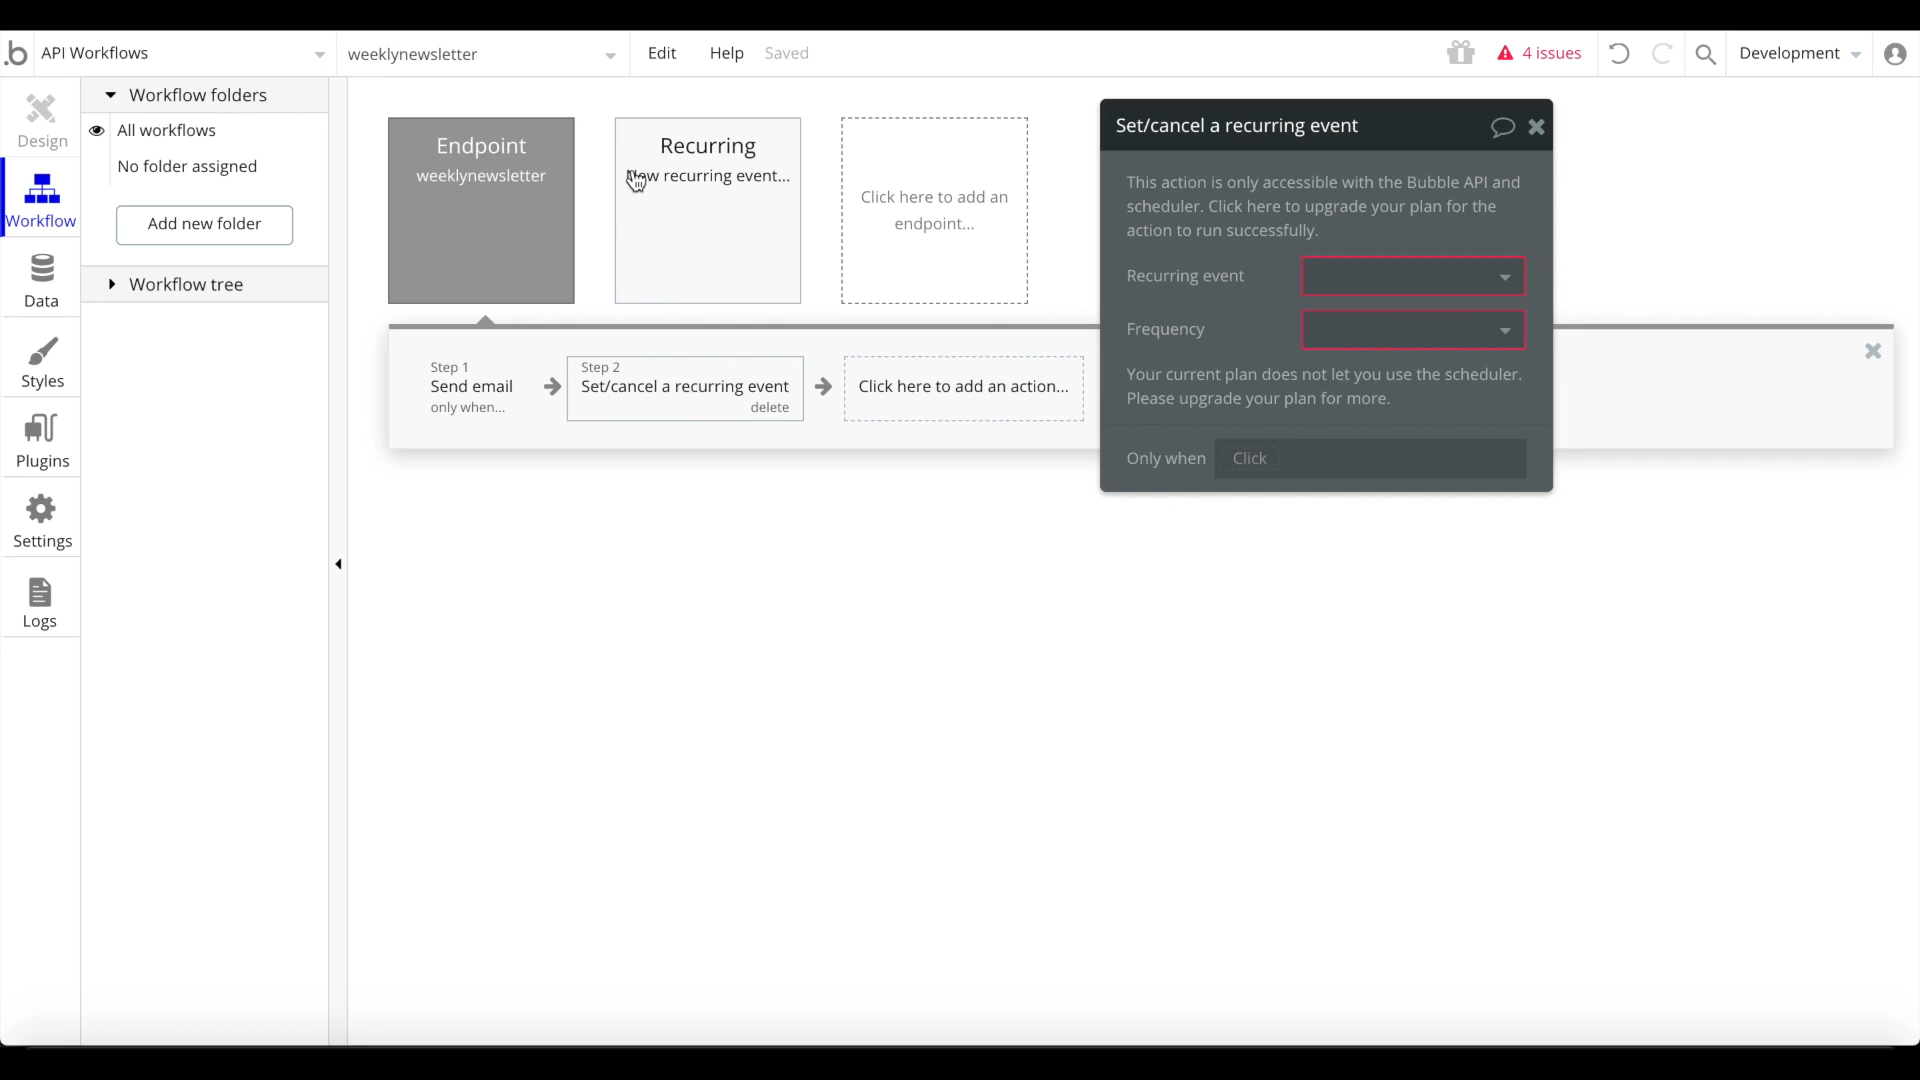 .b API Workflows
weeklynewsletter
Edit
Help
Saved
4 issues
Development
Workflow folders
All workflows
No folder assigned
Add new folder
Workflow tree
Design
Workflow
Data
Styles
Plugins
Settings
Logs
Endpoint
weeklynewsletter
Recurring
recurring event...
Click here to add an
endpoint...
Step 1
Send email
only when...
Step 2
Set/cancel a recurring event
delete
Click here to add an action...
Set/cancel a recurring event
This action is only accessible with the Bubble API and
scheduler. Click here to upgrade your plan for the
action to run successfully.
Recurring event
Frequency
Your current plan does not let you use the scheduler.
Please upgrade your plan for more.
Only when
Click